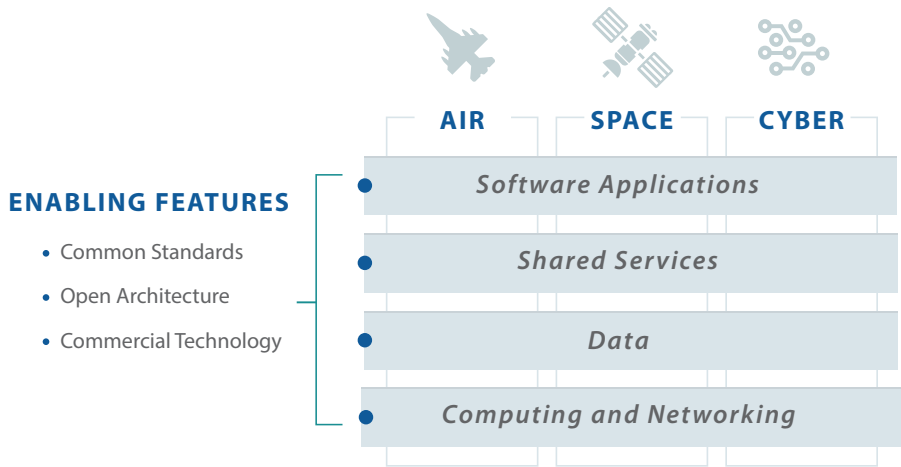 AIR SPACE CYBER
ENABLING FEATURES
• Common Standards
• Open Architecture
• Commercial Technology
Software Applications
Shared Services
Data
Computing and Networking